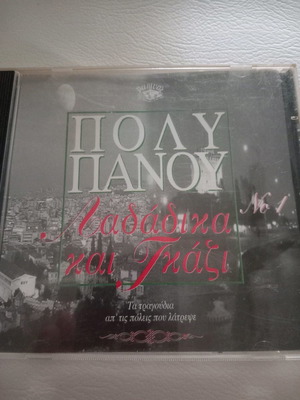 ΠΟΛΥ
ΠΑΝΟΥ
Λαδάδικα
και Γκάζι
Νο 1
Τα τραγούδια
απ' τις πόλεις που λάτρεψε